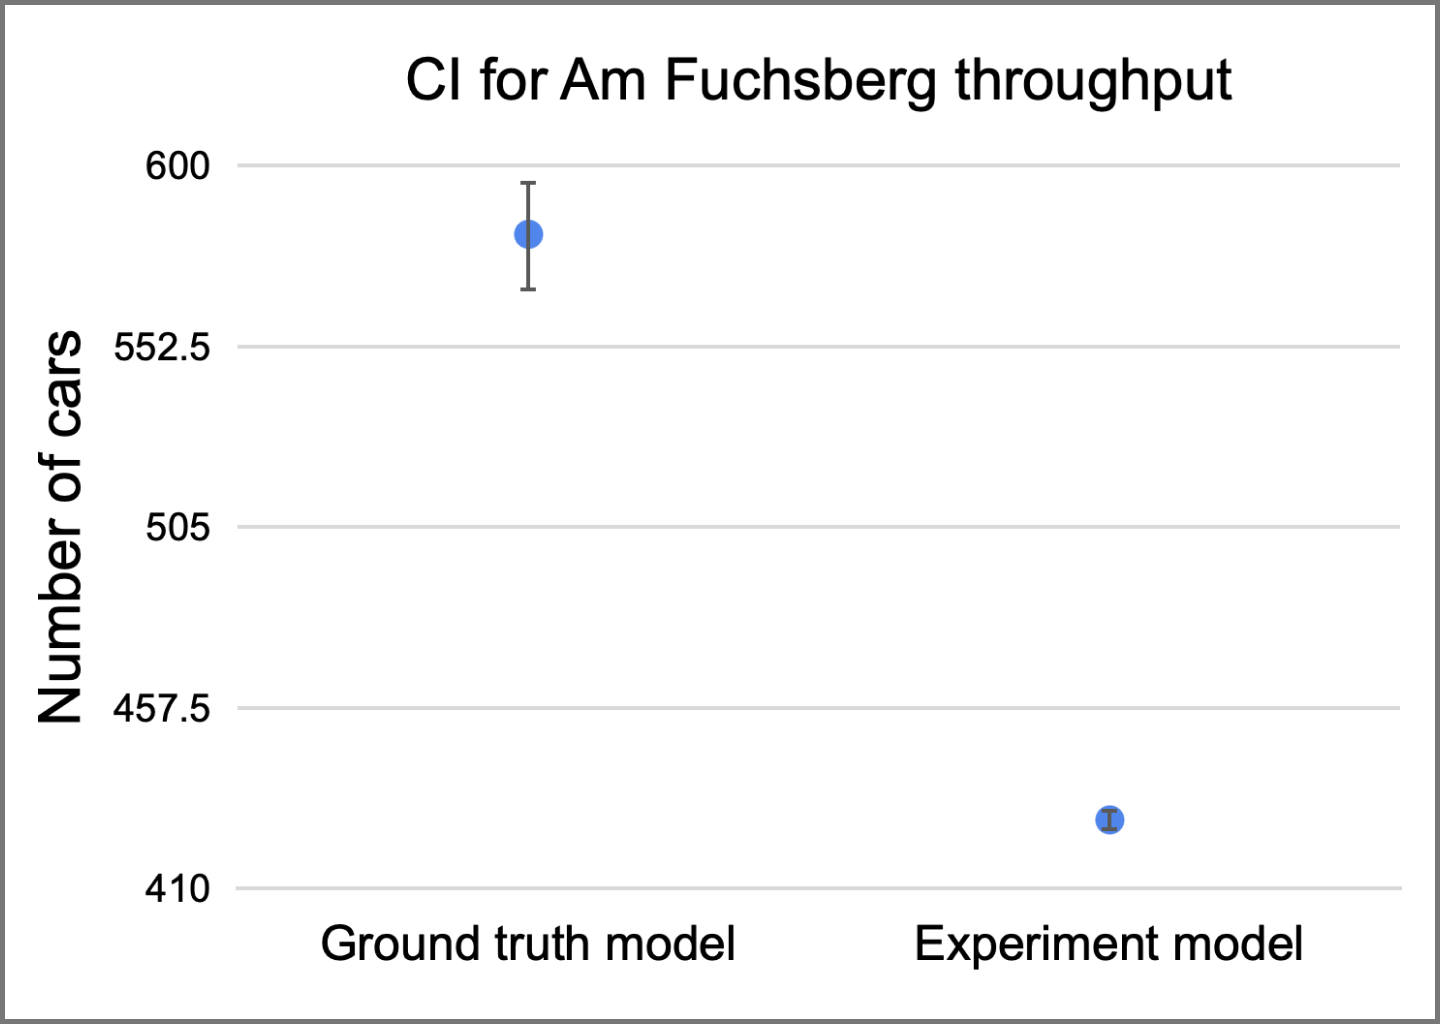 CI for Am Fuchsberg throughput
600
552.5
505
457.5
410
Number of cars
Ground truth model
Experiment model